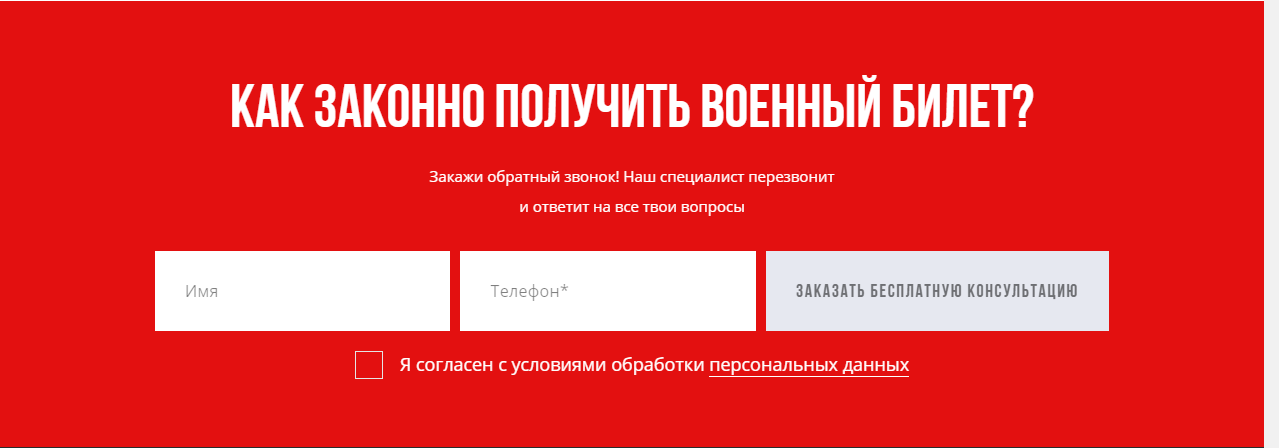 КАК ЗАКОННО ПОЛУЧИТЬ ВОЕННЫЙ БИЛЕТ?
Закажи обратный звонок! Наш специалист перезвонит
и ответит на все твои вопросы
Имя
Телефон*
ЗАКАЗАТЬ БЕСПЛАТНУЮ КОНСУЛЬТАЦИЮ
Я согласен с условиями обработки персональных данных